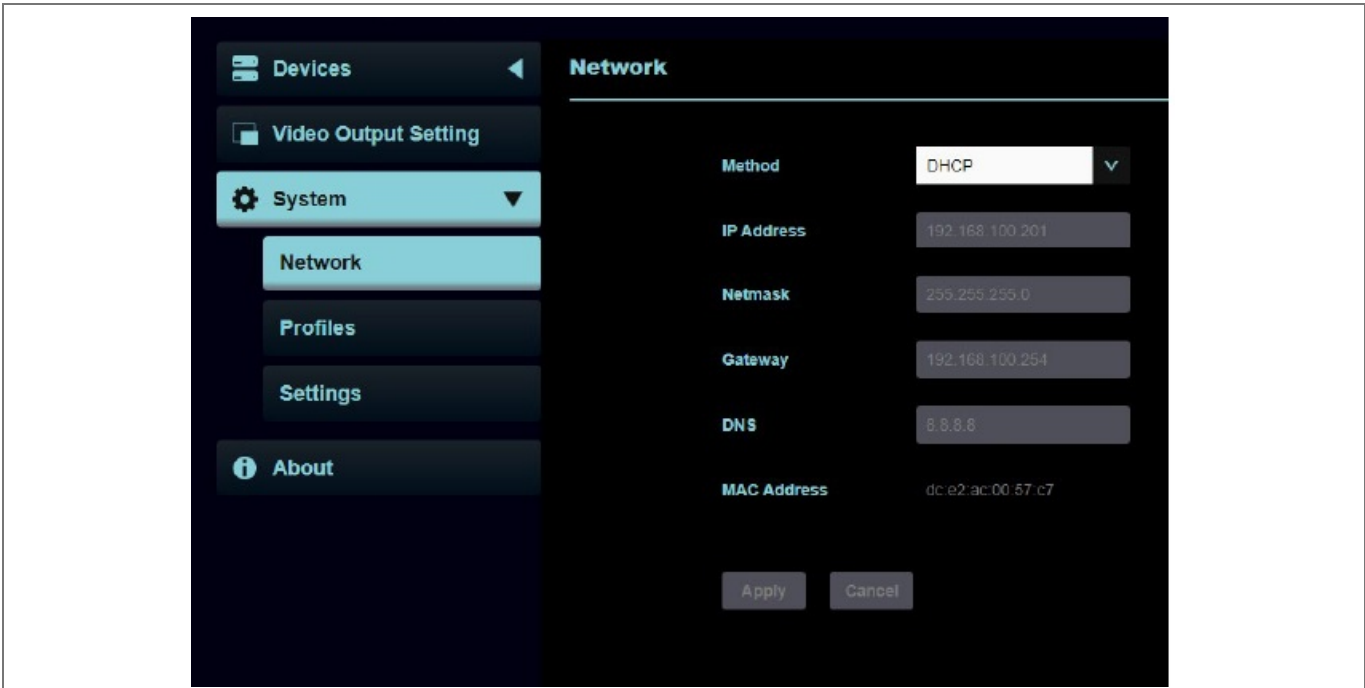 Devices
Video Output Setting
System
Network
Profiles
Settings
About
Network
Method DHCP
IP Address 192.168.100.201
Netmask 255.255.255.0
Gateway 192.168.100.254
DNS 8.8.8.8
MAC Address dc:e2:ac:00:57:c7
Apply Cancel